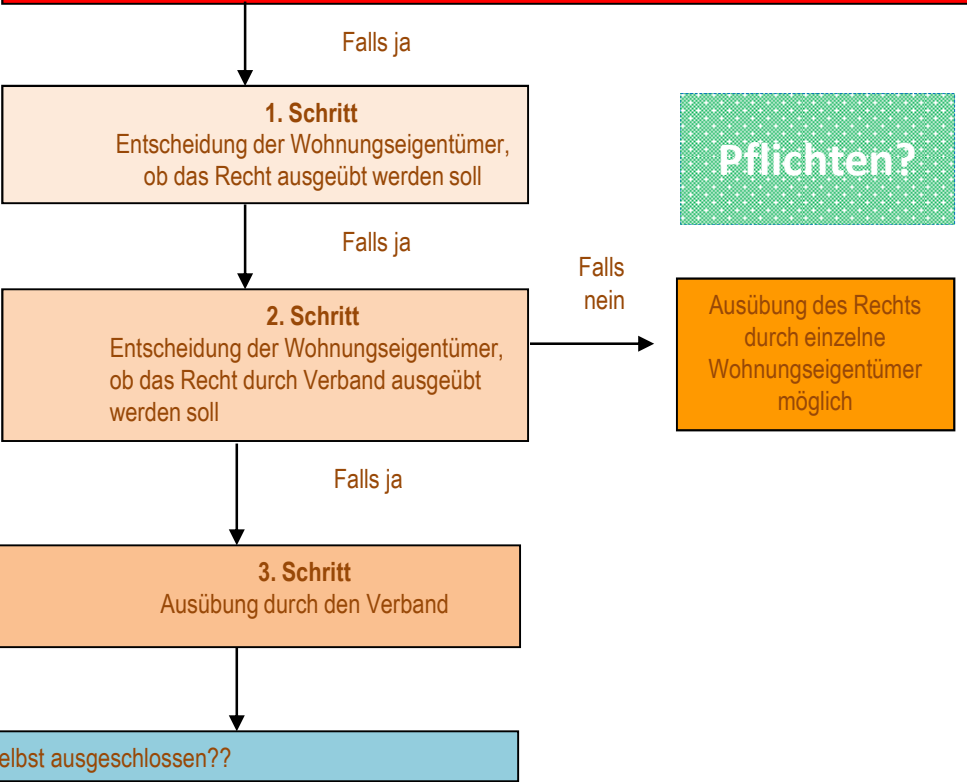 Falls ja
1. Schritt
Entscheidung der Wohnungseigentümer,
ob das Recht ausgeübt werden soll
Pflichten?
Falls ja
Falls
nein
2. Schritt
Entscheidung der Wohnungseigentümer,
ob das Recht durch Verband ausgeübt
werden soll
Ausübung des Rechts
durch einzelne
Wohnungseigentümer
möglich
Falls ja
3. Schritt
Ausübung durch den Verband
elbst ausgeschlossen??